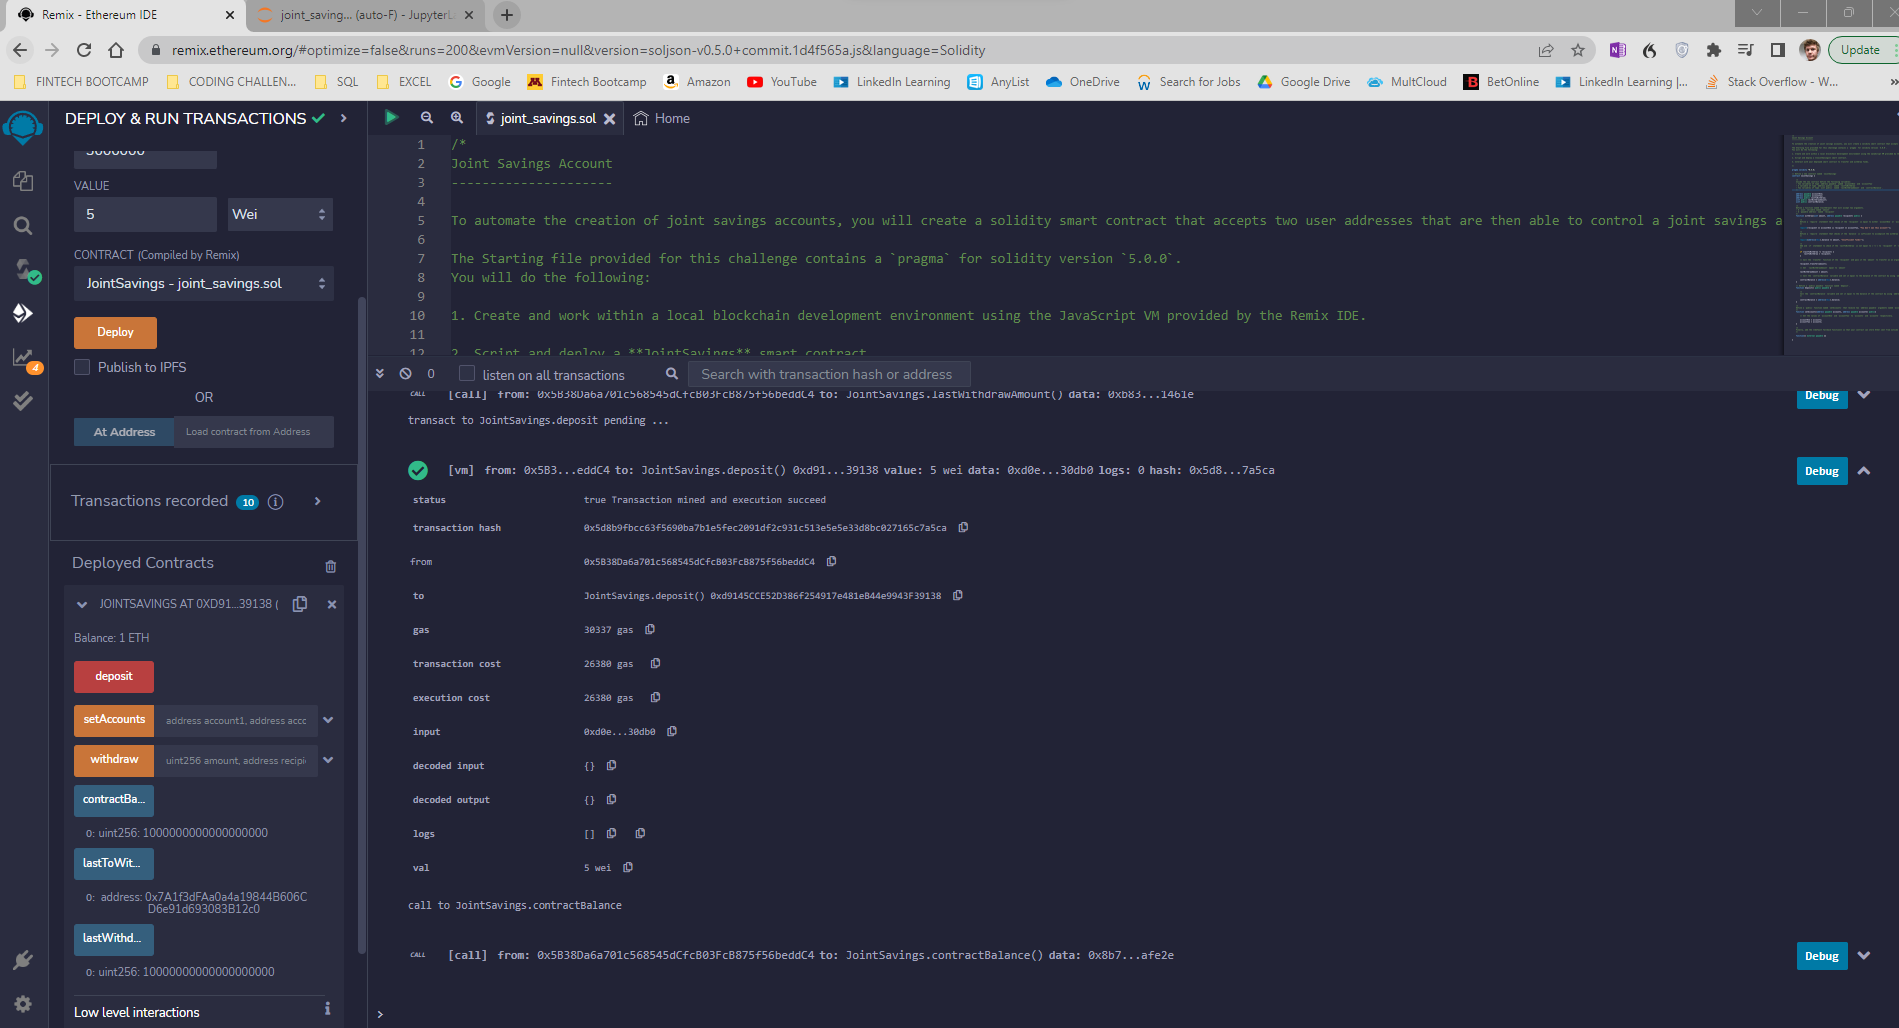 Remix - Ethereum IDE
joint_saving... (auto-F) - JupyterL
remix.ethereum.org/#optimize=false&runs=200&evmVersion=null&version=soljson-v0.5.0+commit.1d4f565a.js&language=Solidity
Update
FINTECH BOOTCAMP CODING CHALLEN... SQL EXCEL Google Fintech Bootcamp Amazon YouTube LinkedIn Learning AnyList OneDrive Search for Jobs Google Drive MultCloud BetOnline LinkedIn Learning |... Stack Overflow - W... »
DEPLOY & RUN TRANSACTIONS
3000000
VALUE
5 Wei
CONTRACT (Compiled by Remix)
JointSavings - joint_savings.sol
Deploy
Publish to IPFS
OR
At Address Load contract from Address
Transactions recorded 10
Deployed Contracts
JOINTSAVINGS AT 0XD91...39138 (
Balance: 1 ETH
deposit
setAccounts address account1, address acco
withdraw uint256 amount, address recipi
contractBa...
0: uint256: 1000000000000000000
lastToWit...
0: address: 0x7A1f3dFAa0a4a19844B606C
D6e91d693083B12c0
lastWithd...
0: uint256: 10000000000000000000
Low level interactions
4
joint_savings.sol Home
1 /*
2 Joint Savings Account
3 ---------------------
4
5 To automate the creation of joint savings accounts, you will create a solidity smart contract that accepts two user addresses that are then able to control a joint savings a
6
7 The Starting file provided for this challenge contains a `pragma` for solidity version `5.0.0`.
8 You will do the following:
9
10 1. Create and work within a local blockchain development environment using the JavaScript VM provided by the Remix IDE.
11
12 2. Script and deploy a **JointSavings** smart contract
0 listen on all transactions Search with transaction hash or address
CALL [call] from: 0x5B38Da6a701c568545dCfcB03FcB875f56beddC4 to: JointSavings.lastWithdrawAmount() data: 0xb83...1461e Debug
transact to JointSavings.deposit pending ...
[vm] from: 0x5B3...eddC4 to: JointSavings.deposit() 0xd91...39138 value: 5 wei data: 0xd0e...30db0 logs: 0 hash: 0x5d8...7a5ca Debug
status true Transaction mined and execution succeed
transaction hash 0x5d8b9fbcc63f5690ba7b1e5fec2091df2c931c513e5e5e33d8bc027165c7a5ca
from 0x5B38Da6a701c568545dCfcB03FcB875f56beddC4
to JointSavings.deposit() 0xd9145CCE52D386f254917e481eB44e9943F39138
gas 30337 gas
transaction cost 26380 gas
execution cost 26380 gas
input 0xd0e...30db0
decoded input {}
decoded output {}
logs []
val 5 wei
call to JointSavings.contractBalance
CALL [call] from: 0x5B38Da6a701c568545dCfcB03FcB875f56beddC4 to: JointSavings.contractBalance() data: 0x8b7...afe2e Debug
>